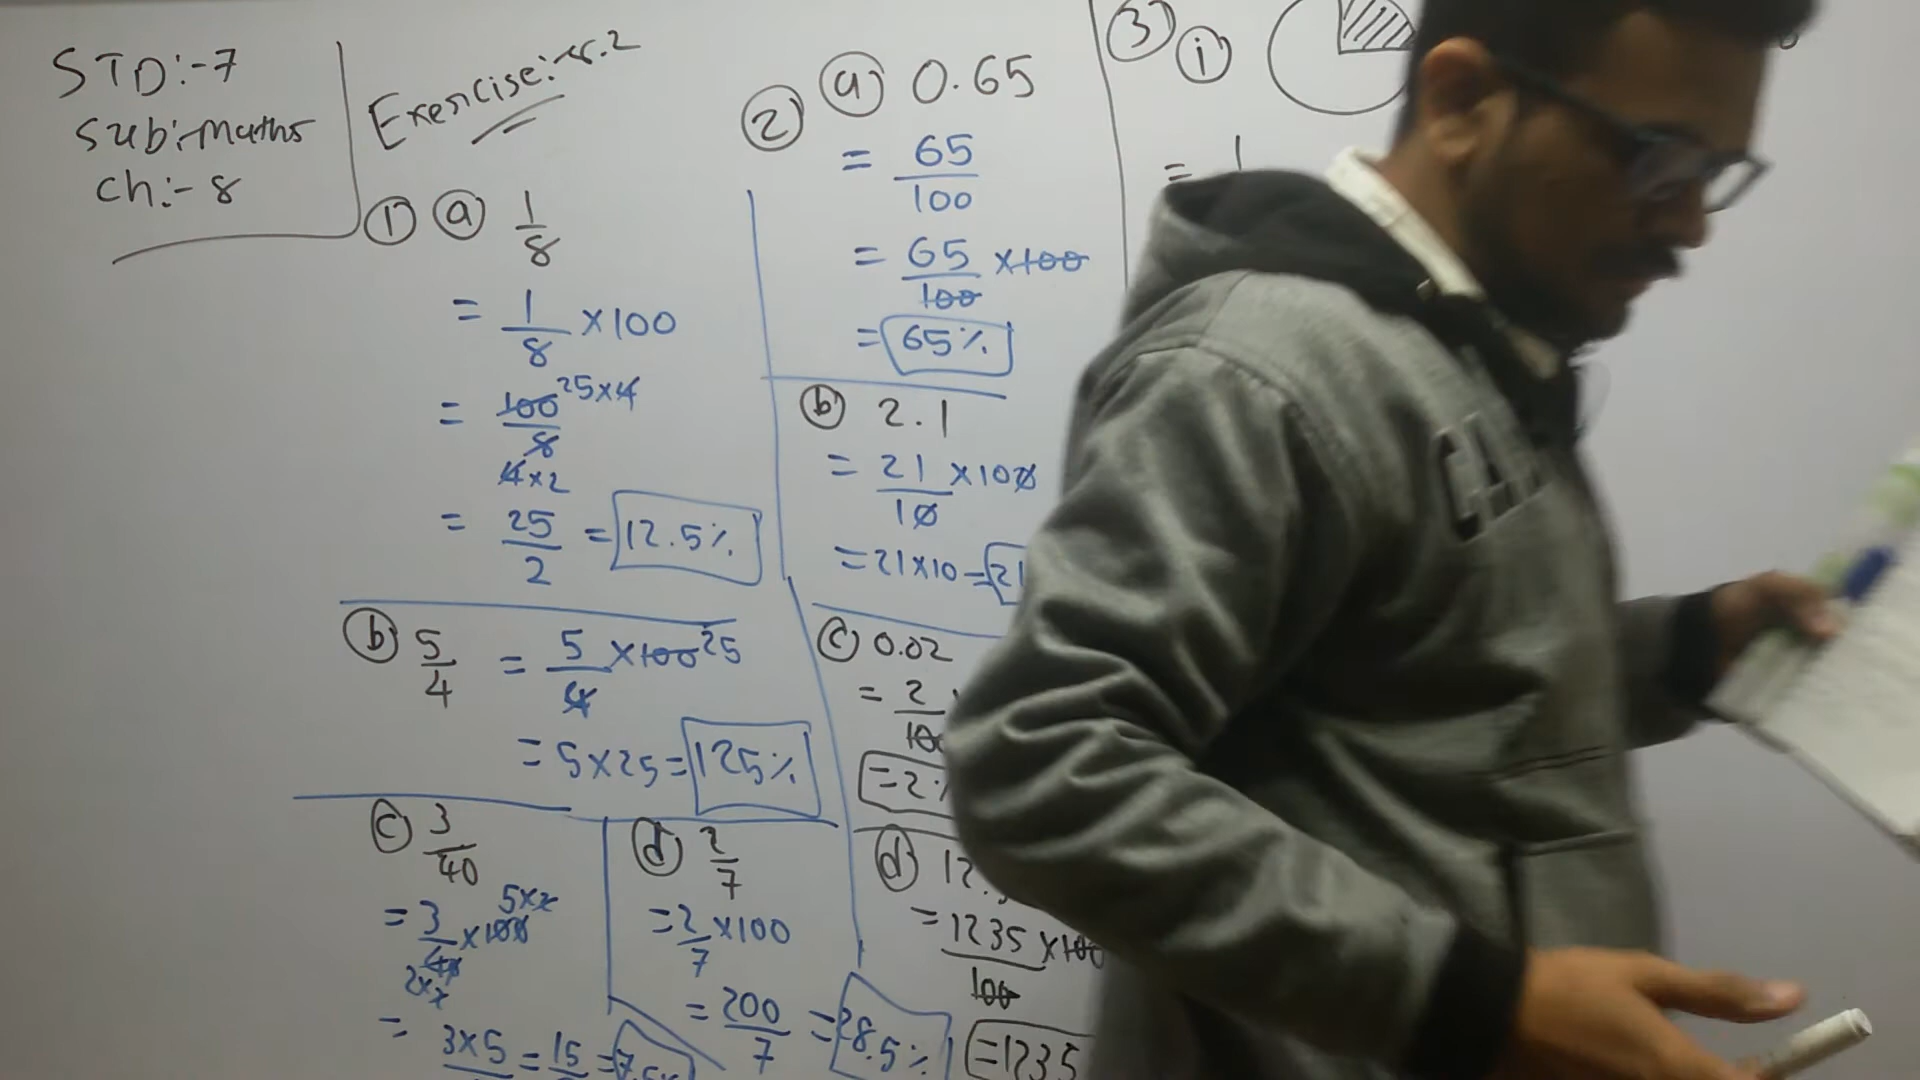 STD:-7
Sub:-maths
Ch:- 8
Exercise:-8.2
① ⓐ 1/8
= 1/8 ×100
= 100/8 25×4
4×2
= 25/2 = 12.5%
ⓑ 5/4 = 5/4 ×100 25
= 5×25 = 125%
ⓒ 3/40
5×2
= 3/40 ×100
2×2
= 3×5 = 15 = 7.5%
ⓓ 2/7
= 2/7 ×100
= 200/7 = 28.5%
② ⓐ 0.65
= 65/100
= 65/100 ×100
= 65%
ⓑ 2.1
= 21/10 ×100
= 21×10 = 21
ⓒ 0.02
= 2/100
= 2%
ⓓ 12.
= 1235/100 ×100
= 1235
③ ⓘ
= 1